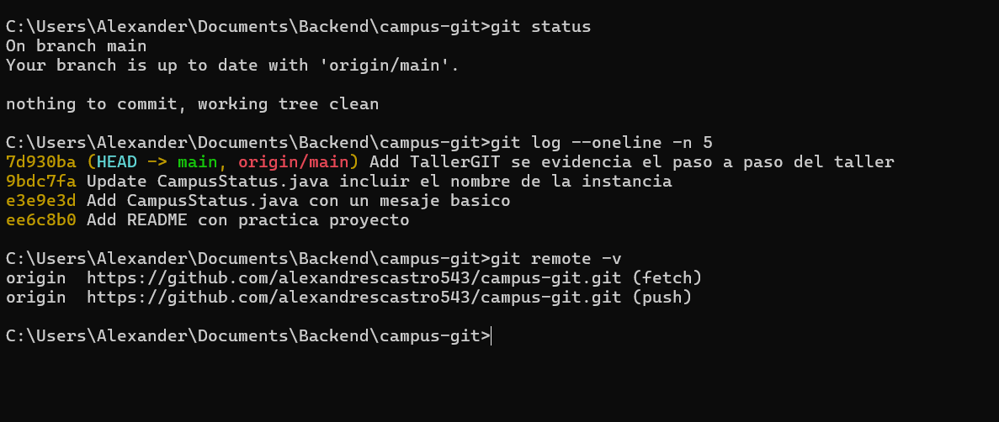 C:\Users\Alexander\Documents\Backend\campus-git>git status
On branch main
Your branch is up to date with 'origin/main'.
nothing to commit, working tree clean
C:\Users\Alexander\Documents\Backend\campus-git>git log --oneline -n 5
7d930ba (HEAD -> main, origin/main) Add TallerGIT se evidencia el paso a paso del taller
9bdc7fa Update CampusStatus.java incluir el nombre de la instancia
e3e9e3d Add CampusStatus.java con un mesaje basico
ee6c8b0 Add README con practica proyecto
C:\Users\Alexander\Documents\Backend\campus-git>git remote -v
origin  https://github.com/alexandrescastro543/campus-git.git (fetch)
origin  https://github.com/alexandrescastro543/campus-git.git (push)
C:\Users\Alexander\Documents\Backend\campus-git>